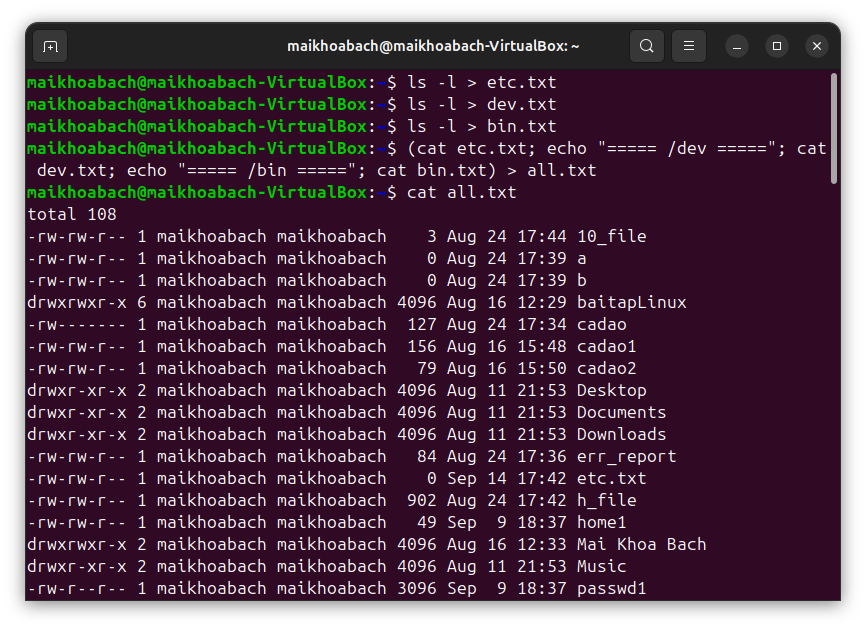 maikhoabach@maikhoabach-VirtualBox: ~
maikhoabach@maikhoabach-VirtualBox:~$ ls -l > etc.txt
maikhoabach@maikhoabach-VirtualBox:~$ ls -l > dev.txt
maikhoabach@maikhoabach-VirtualBox:~$ ls -l > bin.txt
maikhoabach@maikhoabach-VirtualBox:~$ (cat etc.txt; echo "===== /dev ====="; cat
 dev.txt; echo "===== /bin ====="; cat bin.txt) > all.txt
maikhoabach@maikhoabach-VirtualBox:~$ cat all.txt
total 108
-rw-rw-r-- 1 maikhoabach maikhoabach    3 Aug 24 17:44 10_file
-rw-rw-r-- 1 maikhoabach maikhoabach    0 Aug 24 17:39 a
-rw-rw-r-- 1 maikhoabach maikhoabach    0 Aug 24 17:39 b
drwxrwxr-x 6 maikhoabach maikhoabach 4096 Aug 16 12:29 baitapLinux
-rw------- 1 maikhoabach maikhoabach  127 Aug 24 17:34 cadao
-rw-rw-r-- 1 maikhoabach maikhoabach  156 Aug 16 15:48 cadao1
-rw-rw-r-- 1 maikhoabach maikhoabach   79 Aug 16 15:50 cadao2
drwxr-xr-x 2 maikhoabach maikhoabach 4096 Aug 11 21:53 Desktop
drwxr-xr-x 2 maikhoabach maikhoabach 4096 Aug 11 21:53 Documents
drwxr-xr-x 2 maikhoabach maikhoabach 4096 Aug 11 21:53 Downloads
-rw-rw-r-- 1 maikhoabach maikhoabach   84 Aug 24 17:36 err_report
-rw-rw-r-- 1 maikhoabach maikhoabach    0 Sep 14 17:42 etc.txt
-rw-rw-r-- 1 maikhoabach maikhoabach  902 Aug 24 17:42 h_file
-rw-rw-r-- 1 maikhoabach maikhoabach   49 Sep  9 18:37 home1
drwxrwxr-x 2 maikhoabach maikhoabach 4096 Aug 16 12:33 Mai Khoa Bach
drwxr-xr-x 2 maikhoabach maikhoabach 4096 Aug 11 21:53 Music
-rw-r--r-- 1 maikhoabach maikhoabach 3096 Sep  9 18:37 passwd1